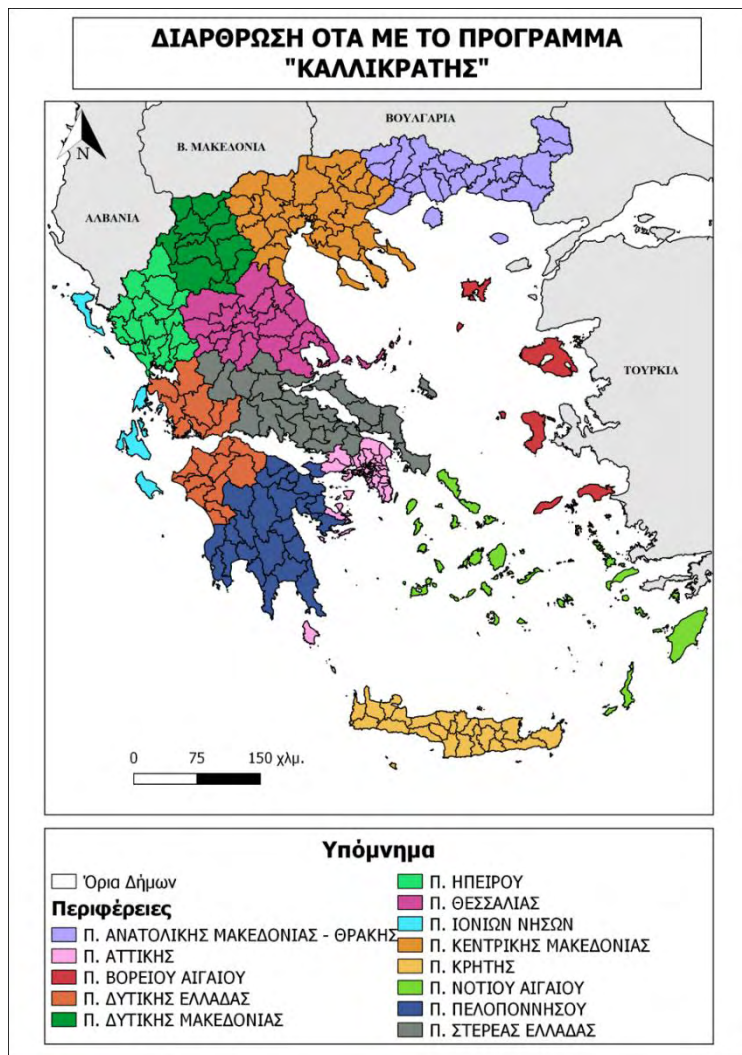 ΔΙΑΡΘΡΩΣΗ ΟΤΑ ΜΕ ΤΟ ΠΡΟΓΡΑΜΜΑ
"ΚΑΛΛΙΚΡΑΤΗΣ"
ΒΟΥΛΓΑΡΙΑ
Β. ΜΑΚΕΔΟΝΙΑ
N
ΑΛΒΑΝΙΑ
ΤΟΥΡΚΙΑ
0 75 150 χλμ.
Υπόμνημα
Όρια Δήμων
Περιφέρειες
Π. ΑΝΑΤΟΛΙΚΗΣ ΜΑΚΕΔΟΝΙΑΣ - ΘΡΑΚΗΣ
Π. ΑΤΤΙΚΗΣ
Π. ΒΟΡΕΙΟΥ ΑΙΓΑΙΟΥ
Π. ΔΥΤΙΚΗΣ ΕΛΛΑΔΑΣ
Π. ΔΥΤΙΚΗΣ ΜΑΚΕΔΟΝΙΑΣ
Π. ΗΠΕΙΡΟΥ
Π. ΘΕΣΣΑΛΙΑΣ
Π. ΙΟΝΙΩΝ ΝΗΣΩΝ
Π. ΚΕΝΤΡΙΚΗΣ ΜΑΚΕΔΟΝΙΑΣ
Π. ΚΡΗΤΗΣ
Π. ΝΟΤΙΟΥ ΑΙΓΑΙΟΥ
Π. ΠΕΛΟΠΟΝΝΗΣΟΥ
Π. ΣΤΕΡΕΑΣ ΕΛΛΑΔΑΣ